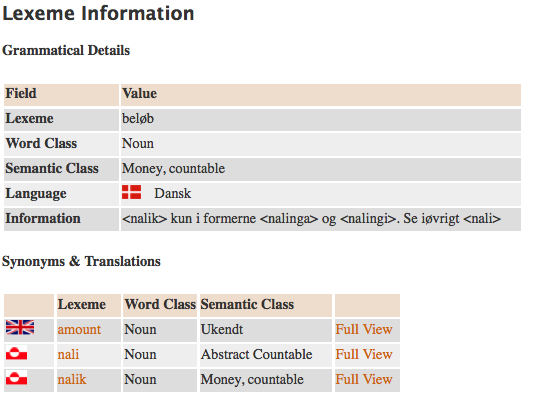 Lexeme Information
Grammatical Details
Field Value
Lexeme beløb
Word Class Noun
Semantic Class Money, countable
Language Dansk
Information <nalik> kun i formerne <nalinga> og <nalingi>. Se iøvrigt <nali>
Synonyms & Translations
Lexeme Word Class Semantic Class
amount Noun Ukendt Full View
nali Noun Abstract Countable Full View
nalik Noun Money, countable Full View